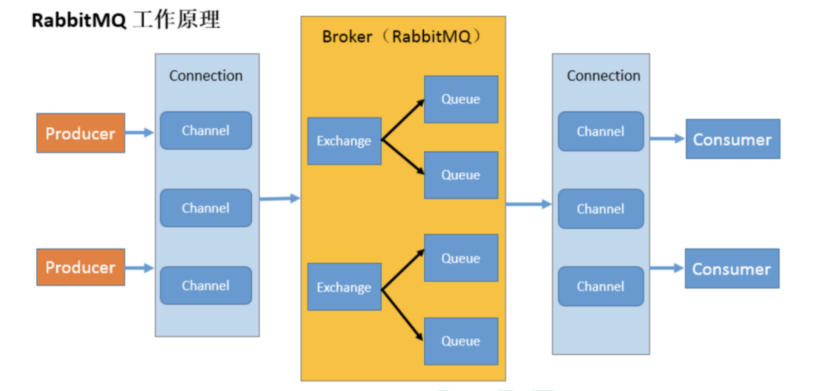 RabbitMQ 工作原理
Broker（RabbitMQ）
Connection
Channel
Channel
Channel
Producer
Producer
Exchange
Queue
Queue
Exchange
Queue
Queue
Connection
Channel
Channel
Channel
Consumer
Consumer